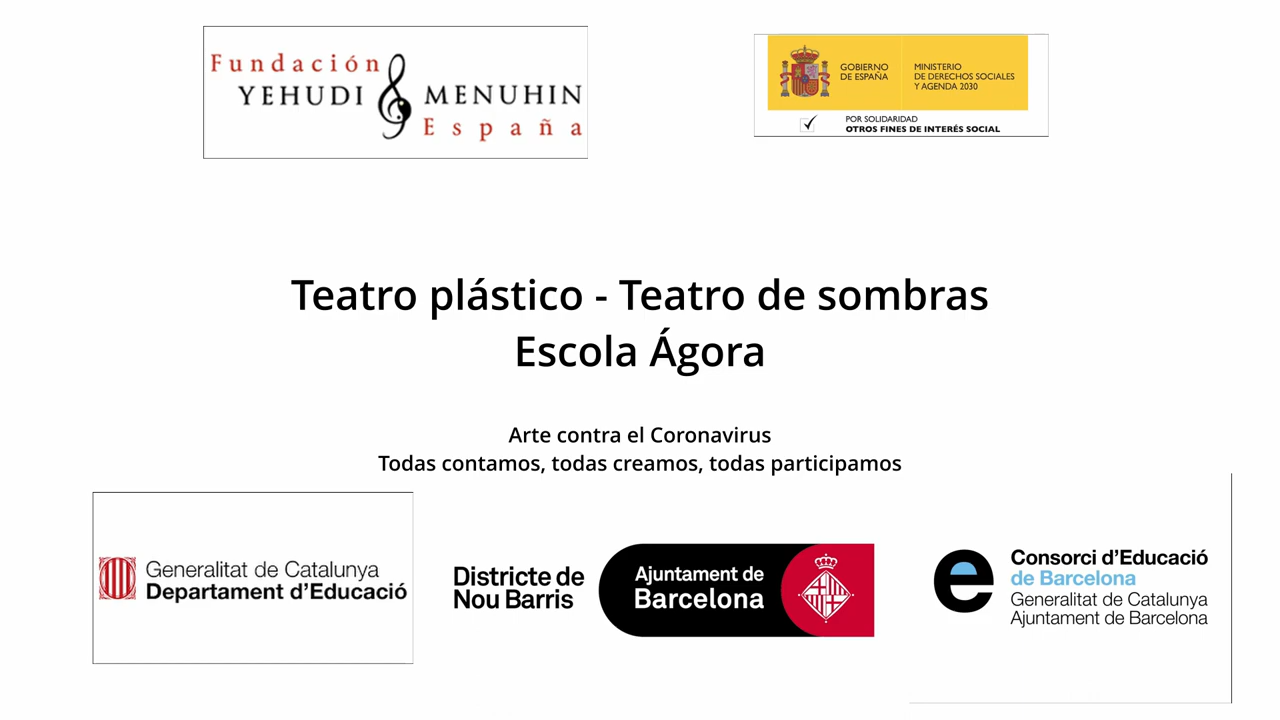 Fundación
YEHUDI MENUHIN
España
GOBIERNO
DE ESPAÑA
MINISTERIO
DE DERECHOS SOCIALES
Y AGENDA 2030
POR SOLIDARIDAD
OTROS FINES DE INTERÉS SOCIAL
Teatro plástico - Teatro de sombras
Escola Ágora
Arte contra el Coronavirus
Todas contamos, todas creamos, todas participamos
Generalitat de Catalunya
Departament d'Educació
Districte de
Nou Barris
Ajuntament de
Barcelona
e
Consorci d'Educació
de Barcelona
Generalitat de Catalunya
Ajuntament de Barcelona